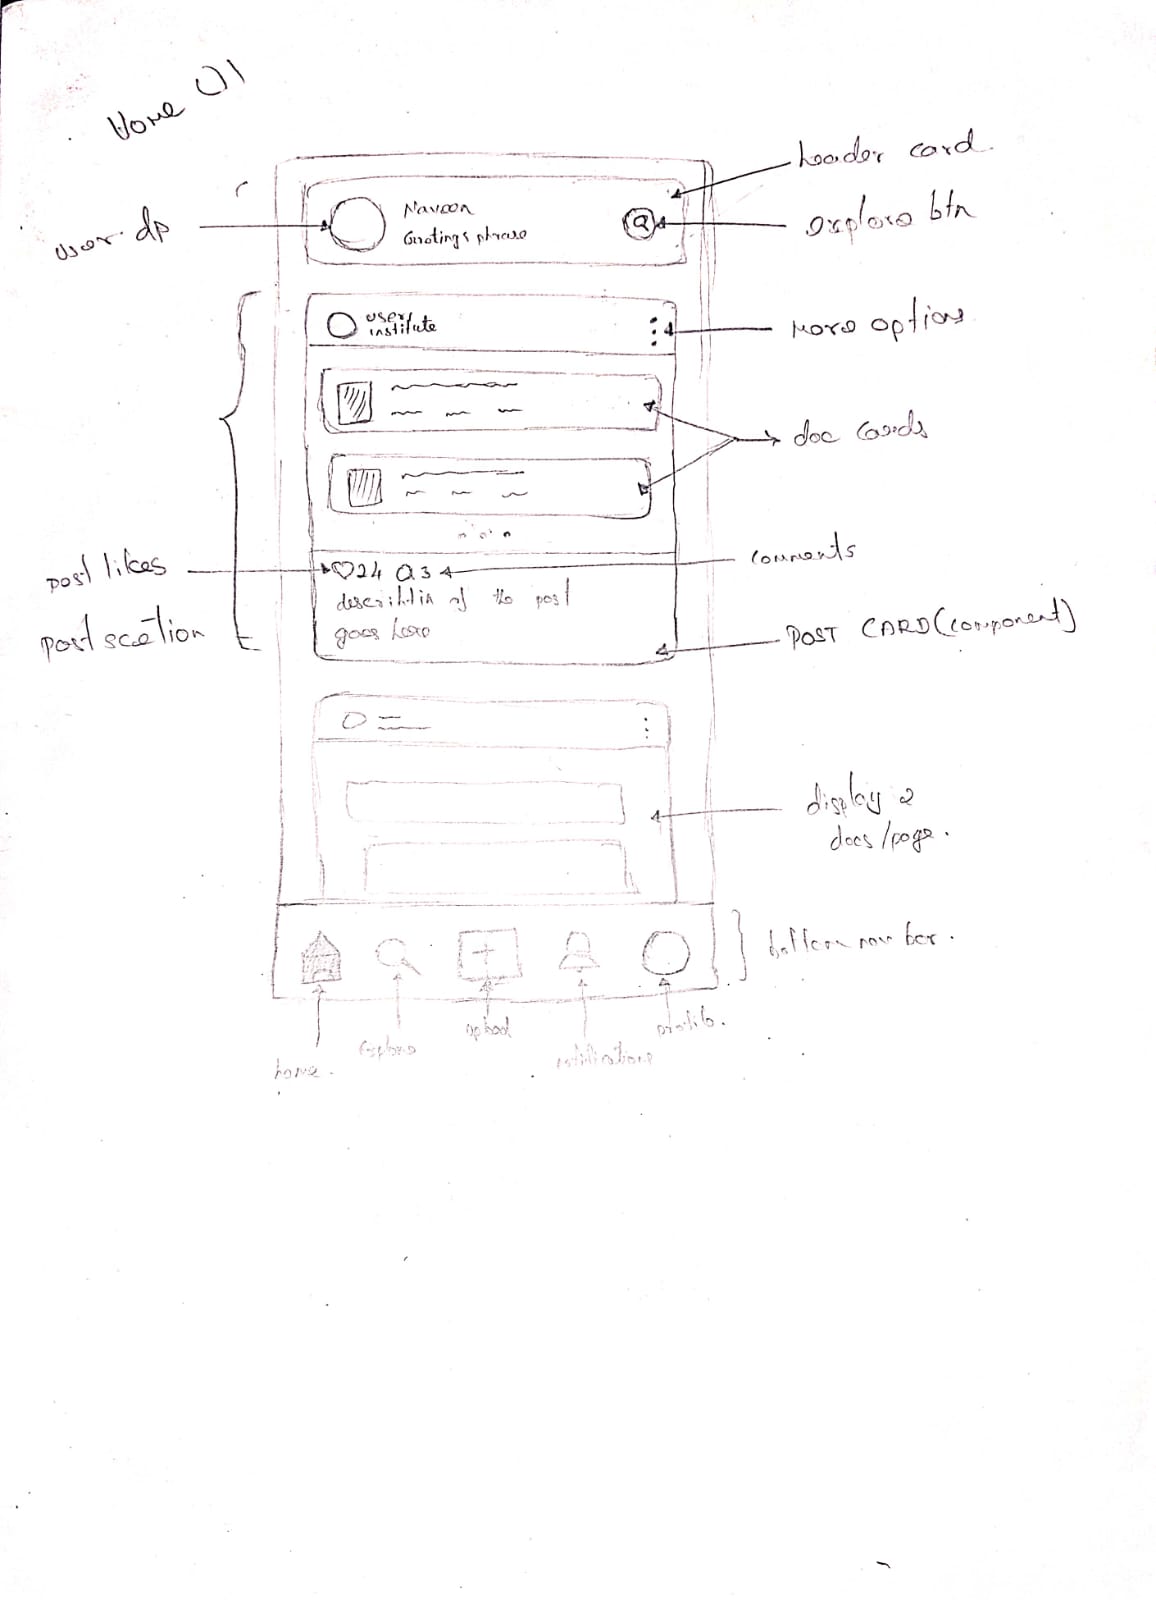 Home UI
header card.
user dp
Naveen
Greetings phrase
explore btn
user/
institute
more options
doc cards
post likes
24 3
comments
description of the post
goes here
post section
POST CARD(component)
display 2
docs/page.
bottom nav bar.
home.
explore
upload
notifications
profile.